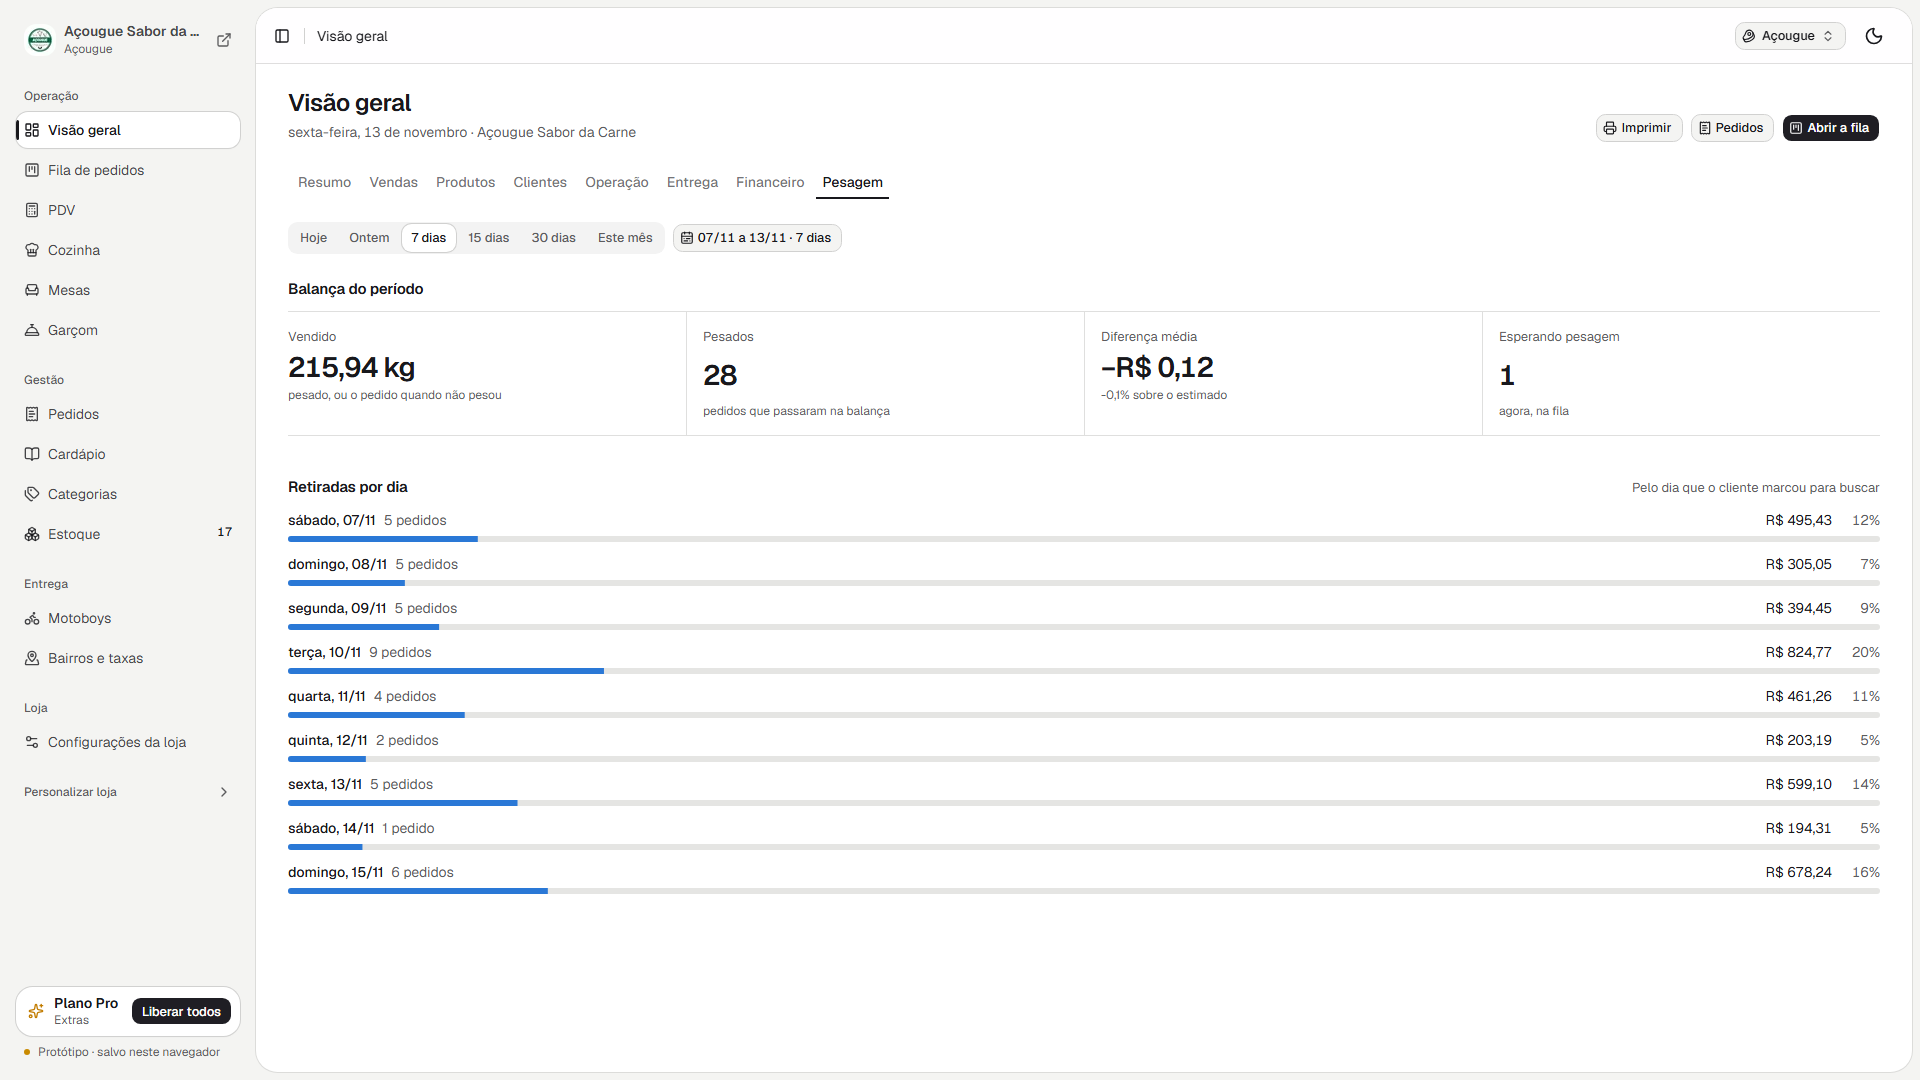 Açougue Sabor da ...
Açougue
Operação
Visão geral
Fila de pedidos
PDV
Cozinha
Mesas
Garçom
Gestão
Pedidos
Cardápio
Categorias
Estoque 17
Entrega
Motoboys
Bairros e taxas
Loja
Configurações da loja
Personalizar loja
Plano Pro
Extras
Liberar todos
Protótipo · salvo neste navegador
Visão geral
Açougue
Visão geral
sexta-feira, 13 de novembro · Açougue Sabor da Carne
Imprimir Pedidos Abrir a fila
Resumo Vendas Produtos Clientes Operação Entrega Financeiro Pesagem
Hoje Ontem 7 dias 15 dias 30 dias Este mês 07/11 a 13/11 · 7 dias
Balança do período
Vendido
215,94 kg
pesado, ou o pedido quando não pesou
Pesados
28
pedidos que passaram na balança
Diferença média
−R$ 0,12
-0,1% sobre o estimado
Esperando pesagem
1
agora, na fila
Retiradas por dia Pelo dia que o cliente marcou para buscar
sábado, 07/11 5 pedidos R$ 495,43 12%
domingo, 08/11 5 pedidos R$ 305,05 7%
segunda, 09/11 5 pedidos R$ 394,45 9%
terça, 10/11 9 pedidos R$ 824,77 20%
quarta, 11/11 4 pedidos R$ 461,26 11%
quinta, 12/11 2 pedidos R$ 203,19 5%
sexta, 13/11 5 pedidos R$ 599,10 14%
sábado, 14/11 1 pedido R$ 194,31 5%
domingo, 15/11 6 pedidos R$ 678,24 16%